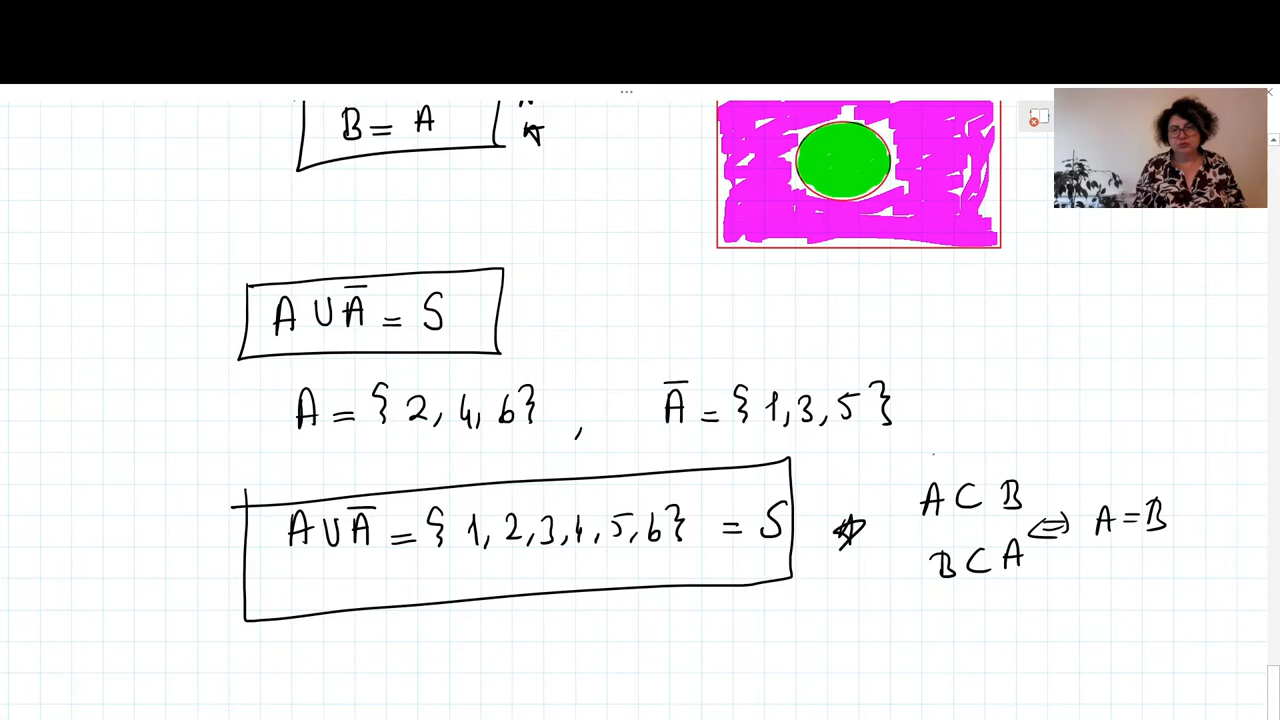 B = A
A ∪ A̅ = S
A = { 2, 4, 6 } , A̅ = { 1, 3, 5 }
A ∪ A̅ = { 1, 2, 3, 4, 5, 6 } = S
A ⊂ B
B ⊂ A
⇔ A = B